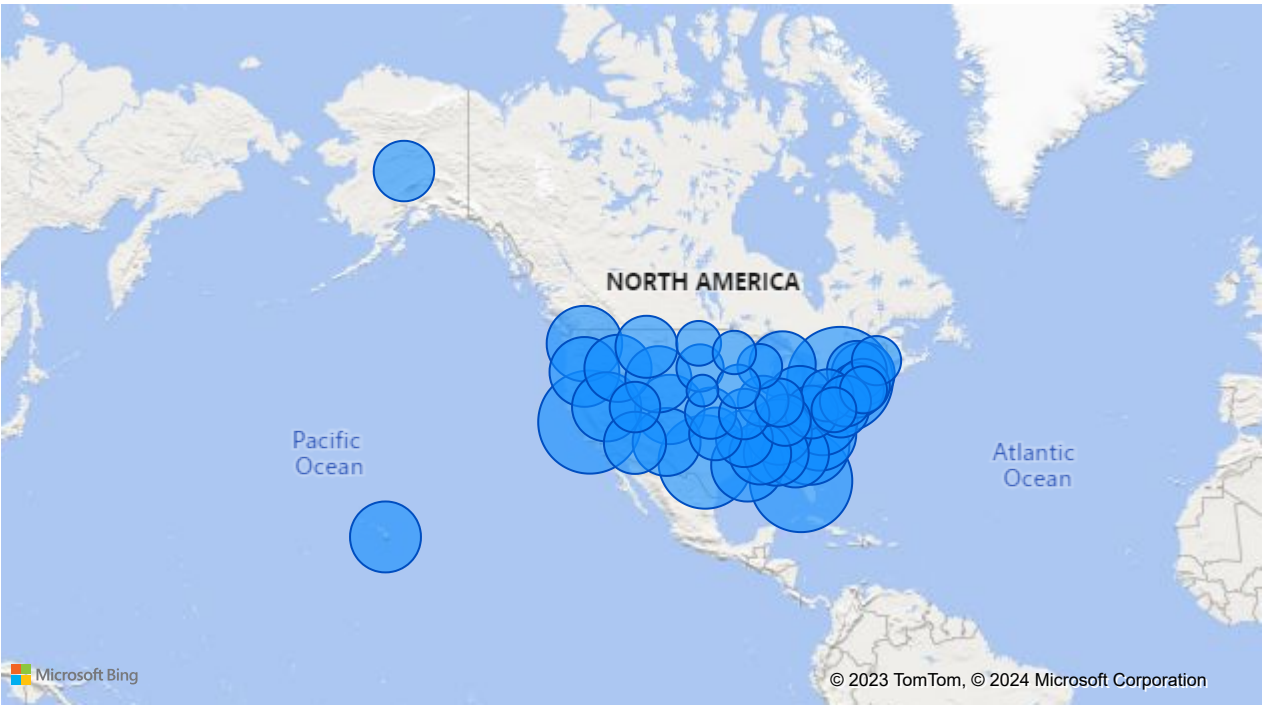 NORTH AMERICA
Pacific
Ocean
Atlantic
Ocean
Microsoft Bing
© 2023 TomTom, © 2024 Microsoft Corporation